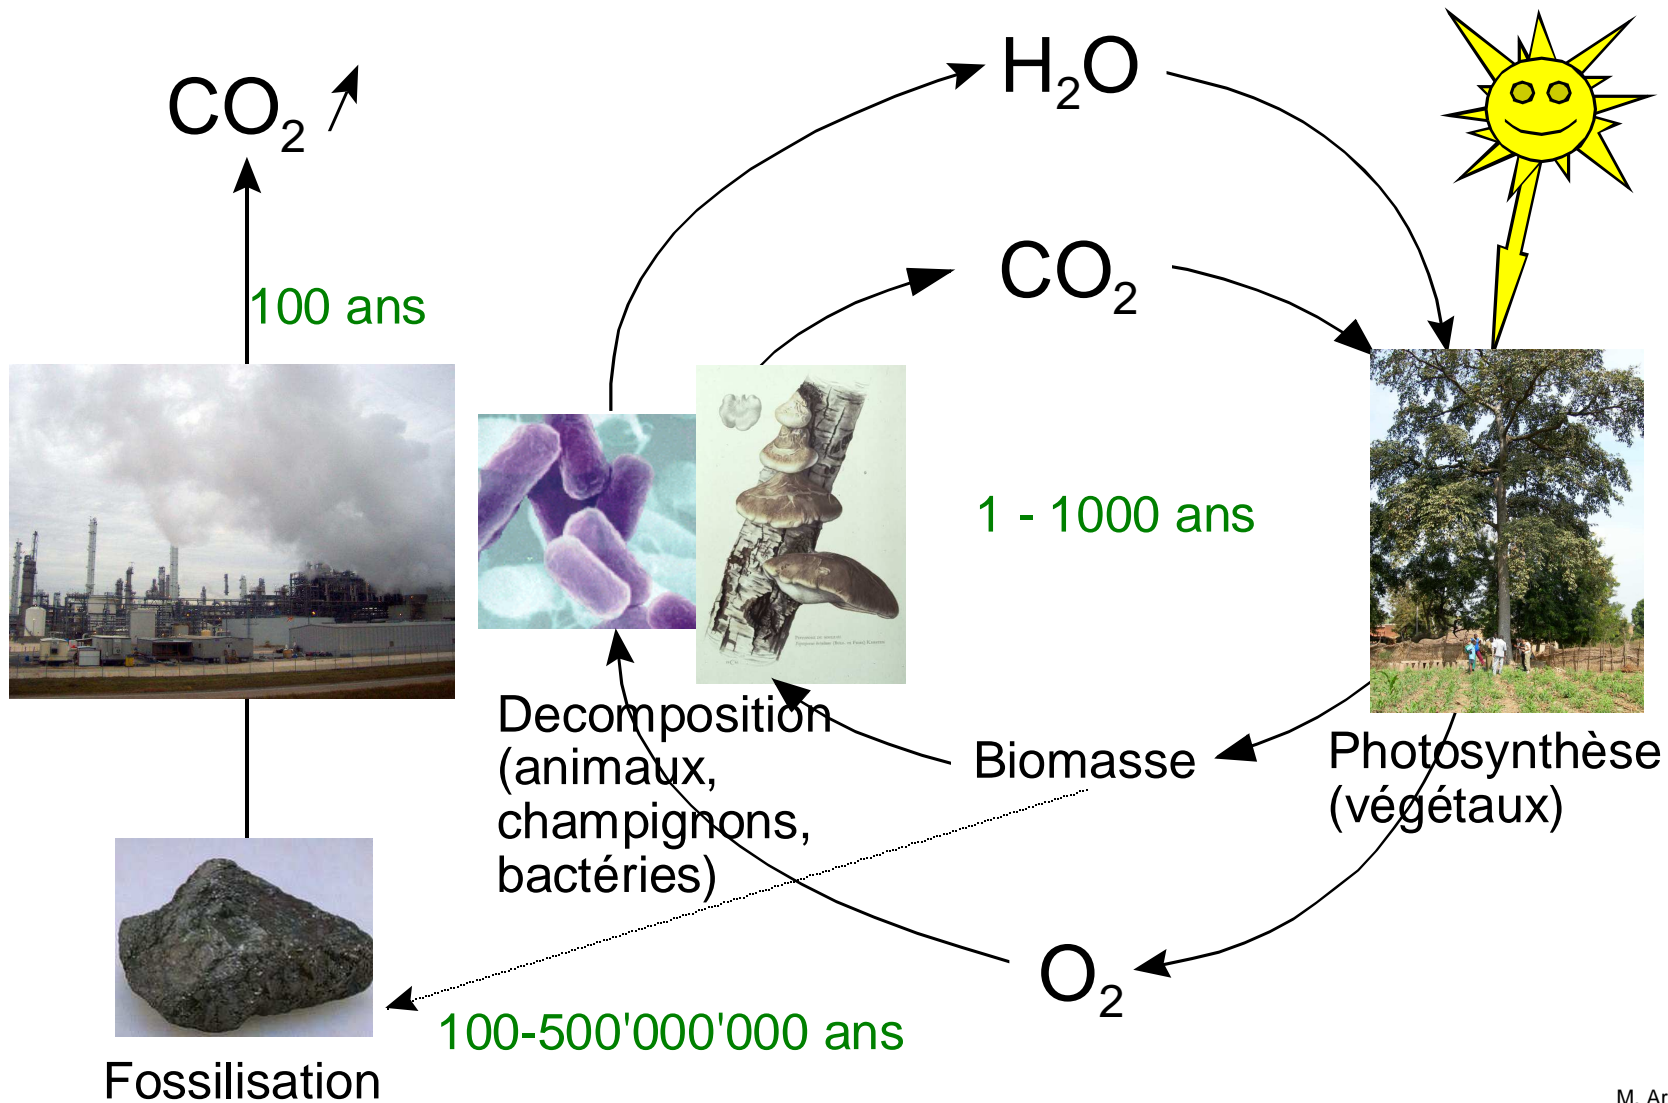 H₂O
CO₂
CO₂
100 ans
1 - 1000 ans
Decomposition
(animaux,
champignons,
bactéries)
Biomasse
Photosynthèse
(végétaux)
O₂
100-500'000'000 ans
Fossilisation
M. Ar